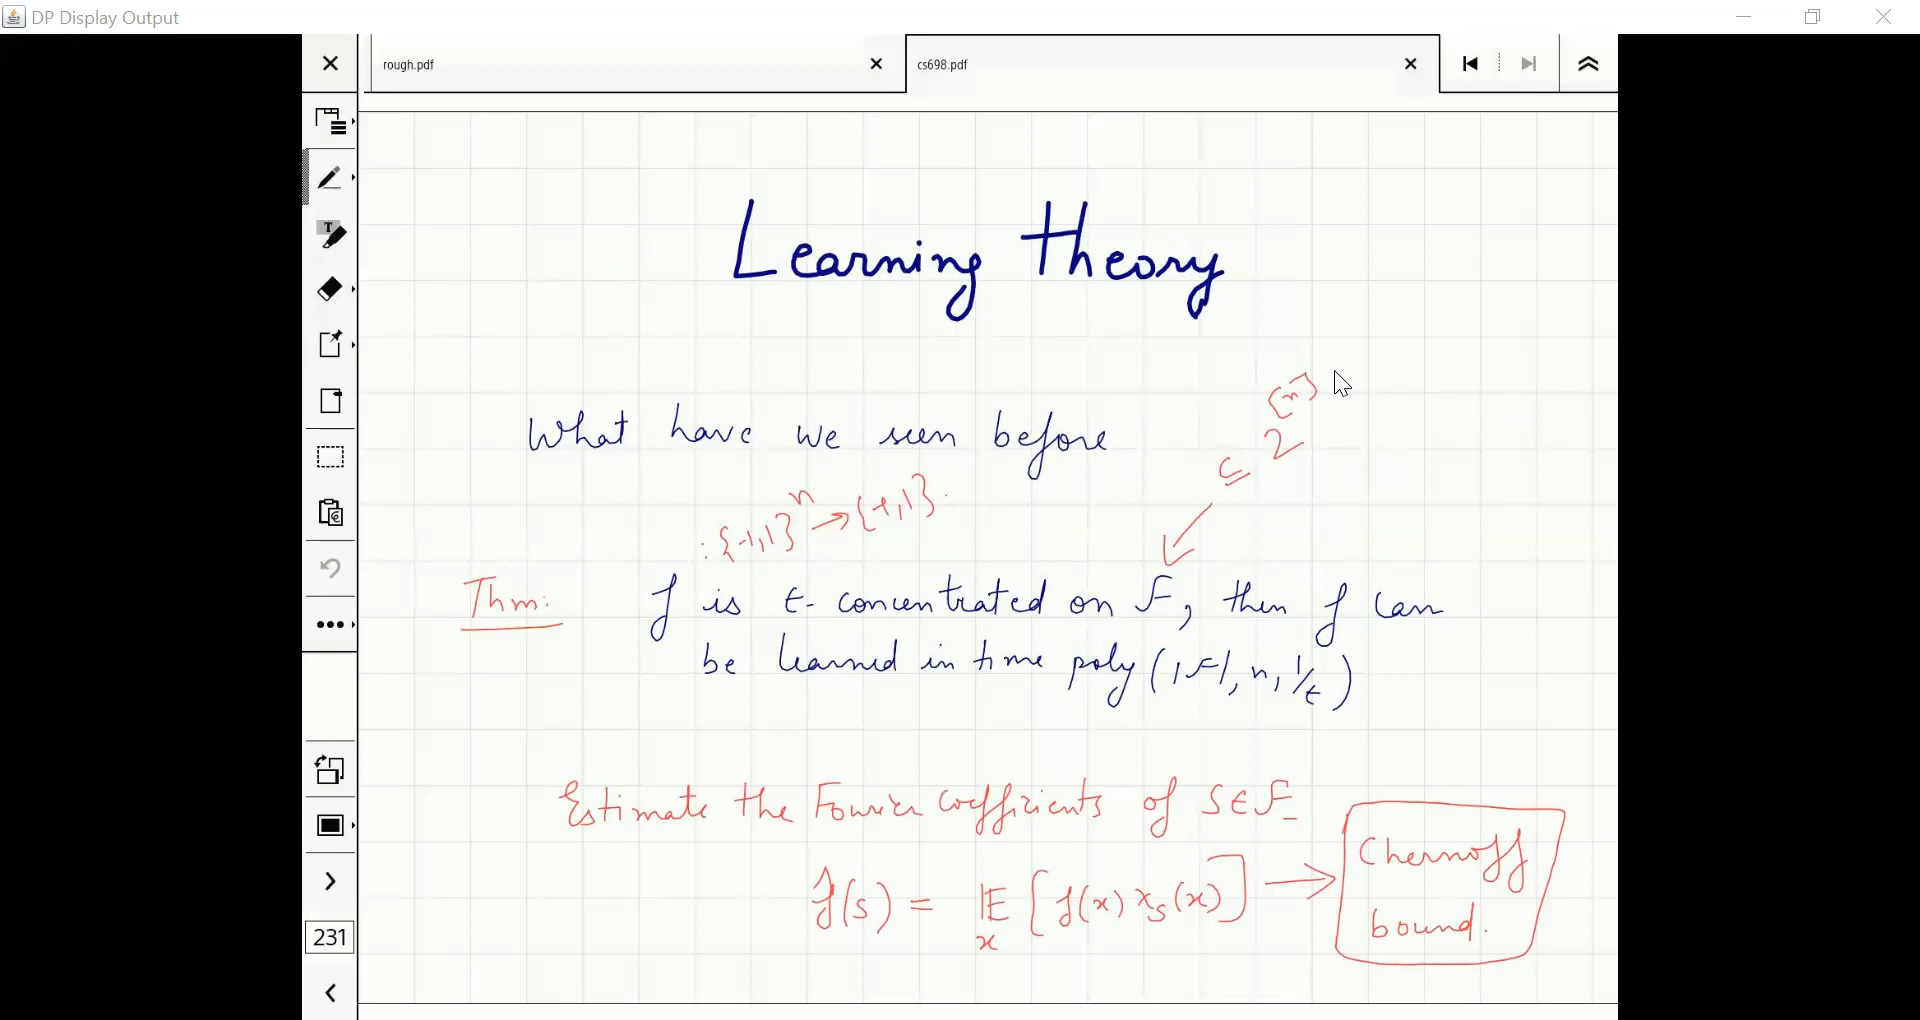 DP Display Output
rough.pdf
cs698.pdf
Learning Theory
What have we seen before
⊆ 2^[n]
: {-1,1}^n → {-1,1}.
Thm: f is ε- concentrated on F, then f can
be learned in time poly (|F|, n, 1/ε)
Estimate the Fourier Coefficients of S∈F
f̂(S) = 𝔼_x [f(x) χ_S(x)] → Chernoff
bound.
231